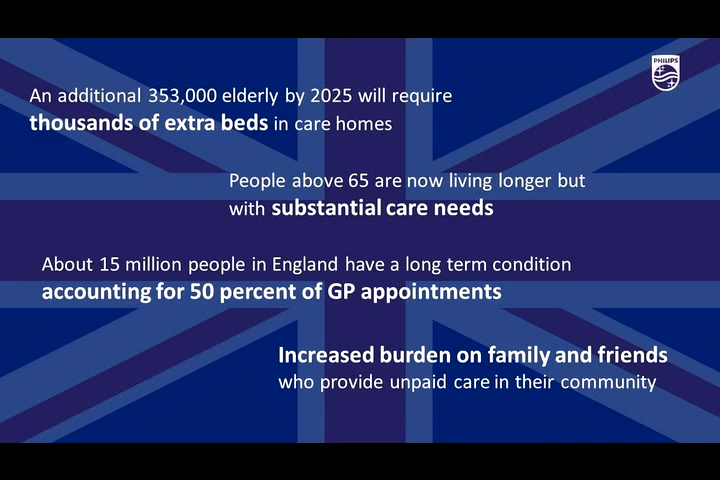 PHILIPS
An additional 353,000 elderly by 2025 will require
thousands of extra beds in care homes
People above 65 are now living longer but
with substantial care needs
About 15 million people in England have a long term condition
accounting for 50 percent of GP appointments
Increased burden on family and friends
who provide unpaid care in their community